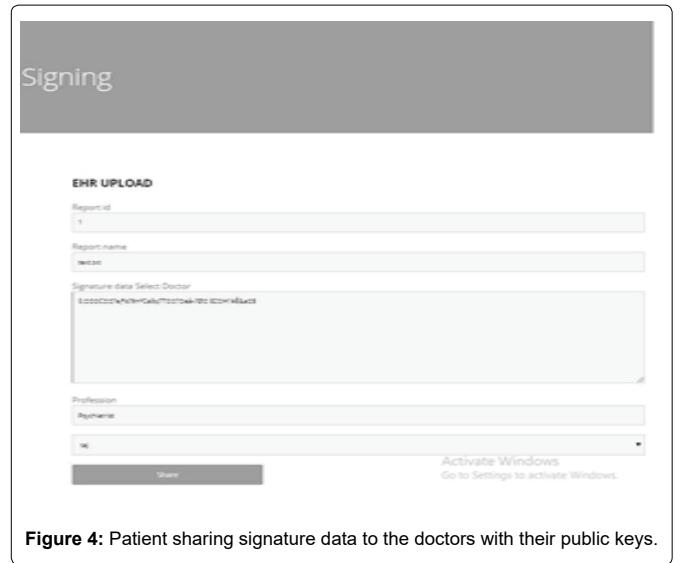 Signing
EHR UPLOAD
Report id
1
Report name
Signature data Select Doctor
Profession
Psychiatrist
Share
Activate Windows
Go to Settings to activate Windows.
Figure 4: Patient sharing signature data to the doctors with their public keys.